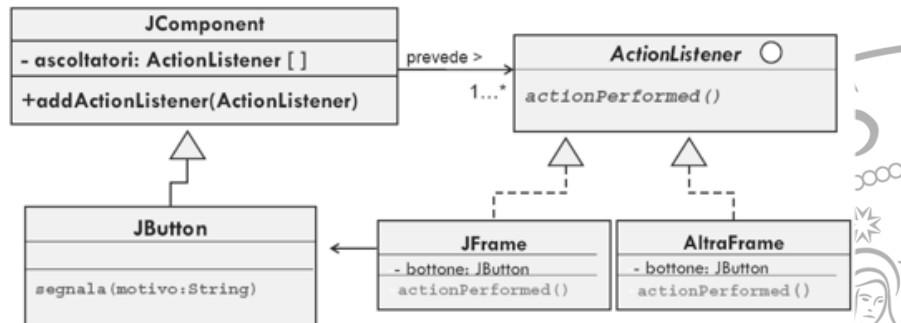 JComponent
- ascoltatori: ActionListener [ ]
+addActionListener(ActionListener)
prevede >
1...*
ActionListener
actionPerformed()
JButton
segnala(motivo:String)
JFrame
- bottone: JButton
actionPerformed()
AltraFrame
- bottone: JButton
actionPerformed()